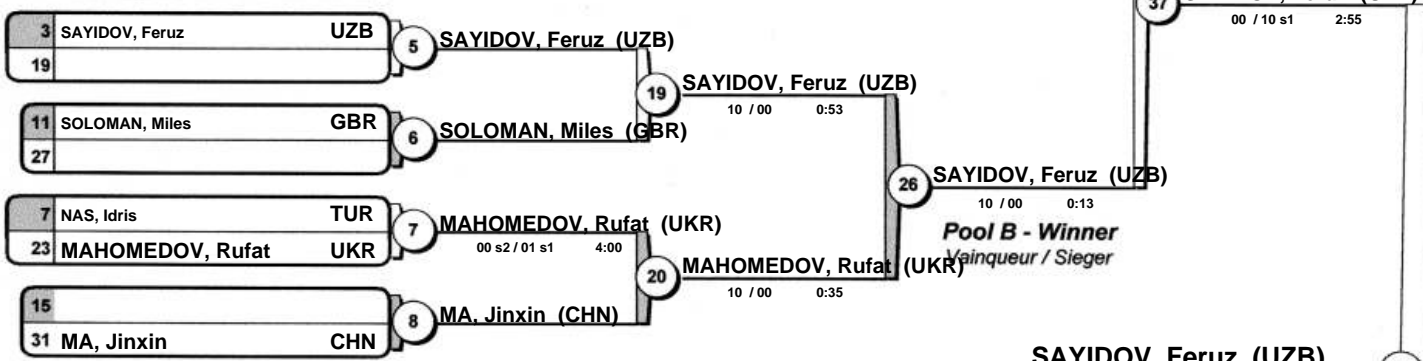 37
00 / 10 s1 2:55
3 SAYIDOV, Feruz UZB
19
5 SAYIDOV, Feruz (UZB)
19 SAYIDOV, Feruz (UZB)
10 / 00 0:53
11 SOLOMAN, Miles GBR
27
6 SOLOMAN, Miles (GBR)
26 SAYIDOV, Feruz (UZB)
10 / 00 0:13
Pool B - Winner
Vainqueur / Sieger
7 NAS, Idris TUR
23 MAHOMEDOV, Rufat UKR
7 MAHOMEDOV, Rufat (UKR)
00 s2 / 01 s1 4:00
20 MAHOMEDOV, Rufat (UKR)
10 / 00 0:35
15
31 MA, Jinxin CHN
8 MA, Jinxin (CHN)
SAYIDOV, Feruz (UZB)